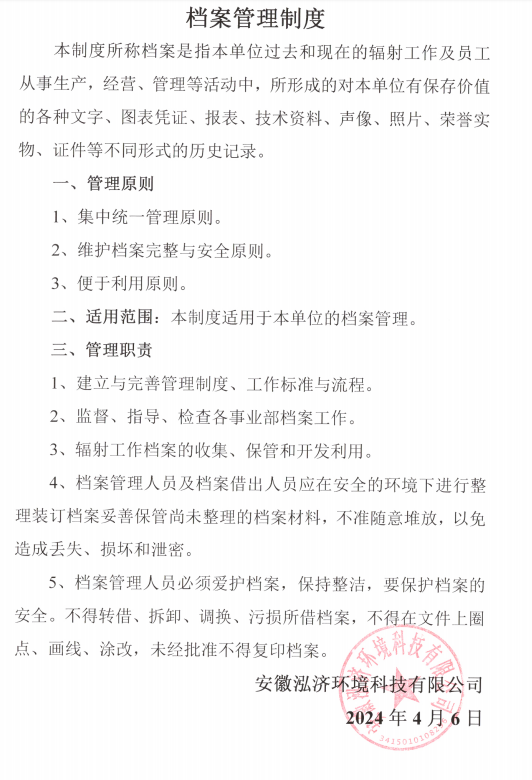 档案管理制度
本制度所称档案是指本单位过去和现在的辐射工作及员工
从事生产，经营、管理等活动中，所形成的对本单位有保存价值
的各种文字、图表凭证、报表、技术资料、声像、照片、荣誉实
物、证件等不同形式的历史记录。
一、管理原则
1、集中统一管理原则。
2、维护档案完整与安全原则。
3、便于利用原则。
二、适用范围：本制度适用于本单位的档案管理。
三、管理职责
1、建立与完善管理制度、工作标准与流程。
2、监督、指导、检查各事业部档案工作。
3、辐射工作档案的收集、保管和开发利用。
4、档案管理人员及档案借出人员应在安全的环境下进行整
理装订档案妥善保管尚未整理的档案材料，不准随意堆放，以免
造成丢失、损坏和泄密。
5、档案管理人员必须爱护档案，保持整洁，要保护档案的
安全。不得转借、拆卸、调换、污损所借档案，不得在文件上圈
点、画线、涂改，未经批准不得复印档案。
安徽泓济环境科技有限公司
2024 年 4 月 6 日
安徽泓济环境科技有限公司